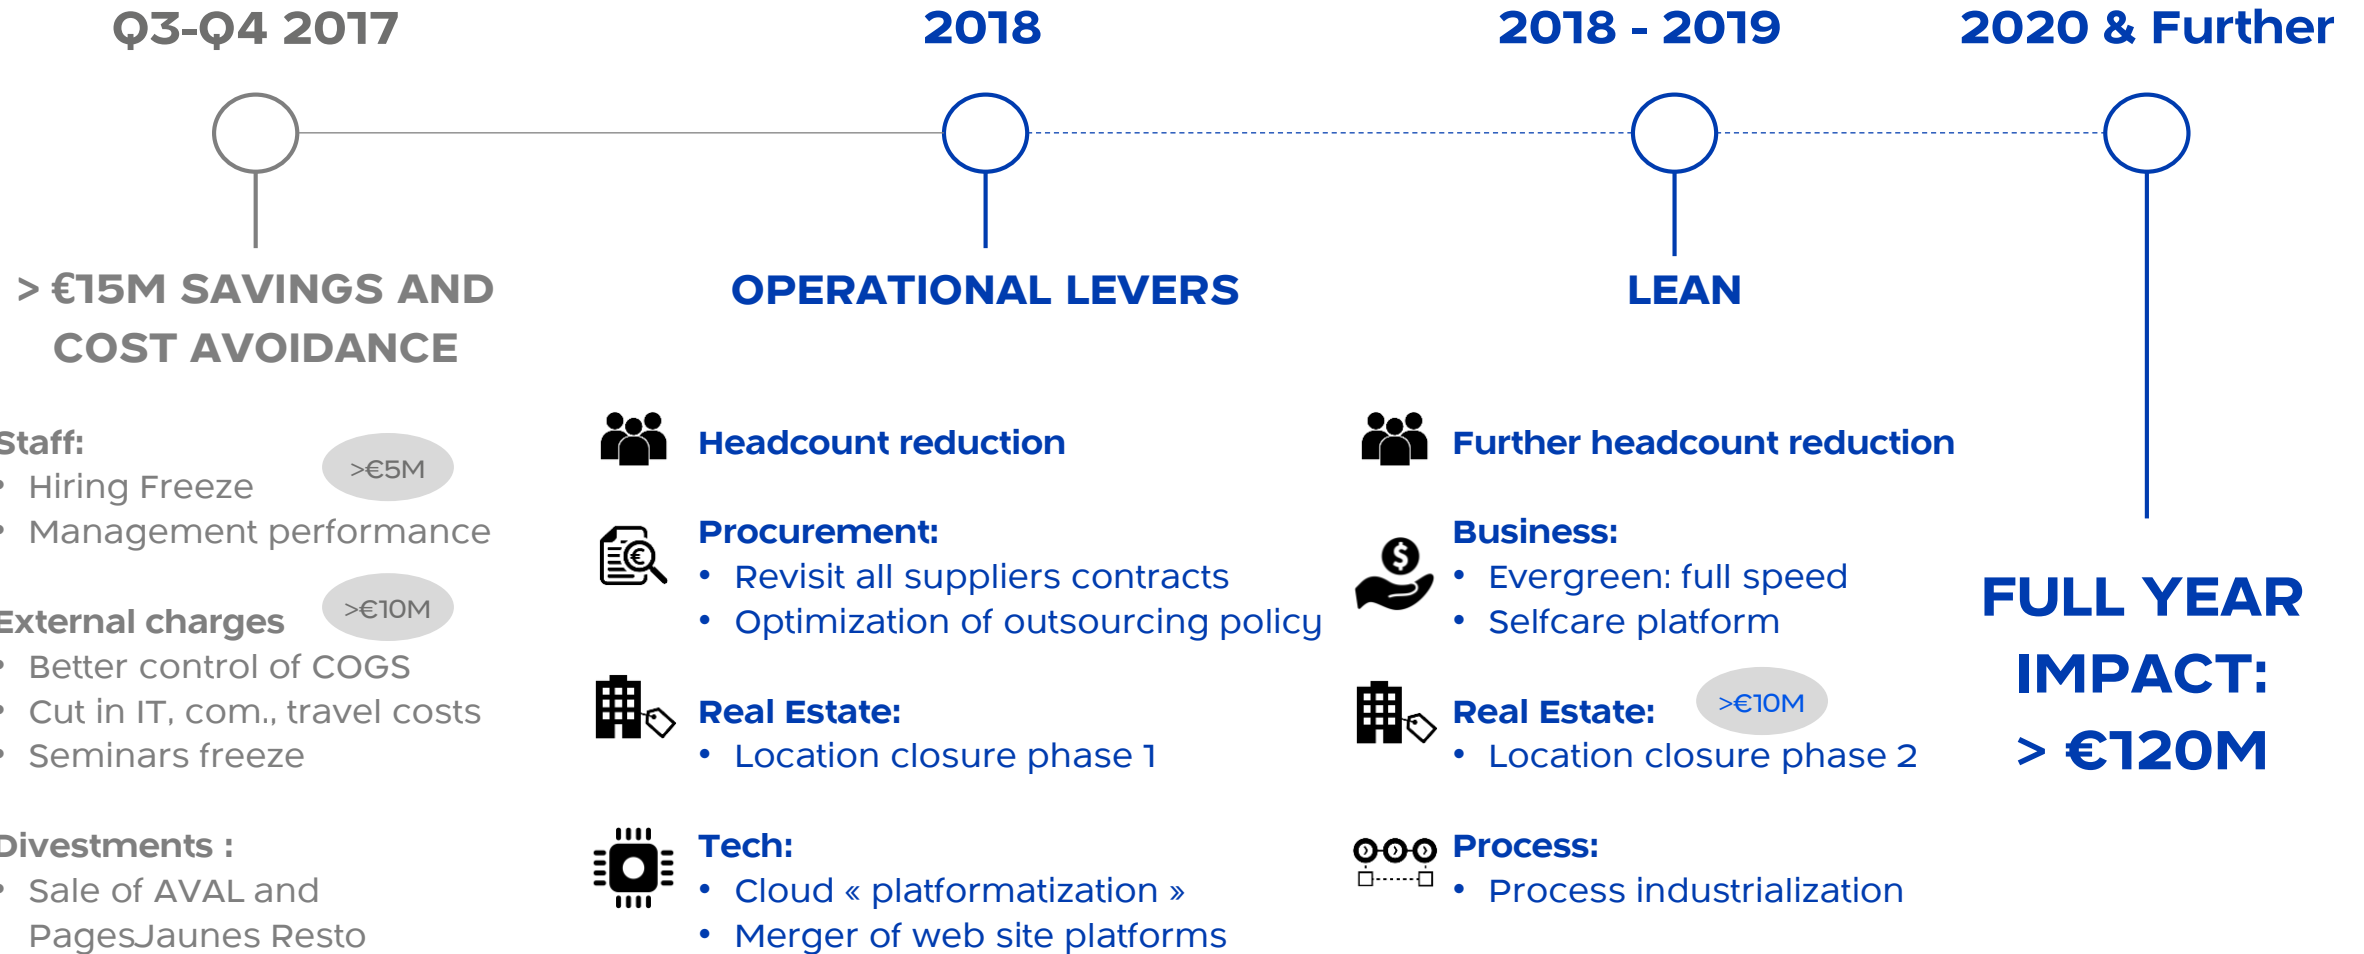 Q3-Q4 2017
2018
2018 - 2019
2020 & Further
> €15M SAVINGS AND
COST AVOIDANCE
Staff:
>€5M
• Hiring Freeze
• Management performance
External charges
>€10M
• Better control of COGS
• Cut in IT, com., travel costs
• Seminars freeze
Divestments :
• Sale of AVAL and
PagesJaunes Resto
OPERATIONAL LEVERS
Headcount reduction
Procurement:
• Revisit all suppliers contracts
• Optimization of outsourcing policy
Real Estate:
• Location closure phase 1
Tech:
• Cloud « platformatization »
• Merger of web site platforms
LEAN
Further headcount reduction
Business:
• Evergreen: full speed
• Selfcare platform
Real Estate:
>€10M
• Location closure phase 2
Process:
• Process industrialization
FULL YEAR
IMPACT:
> €120M